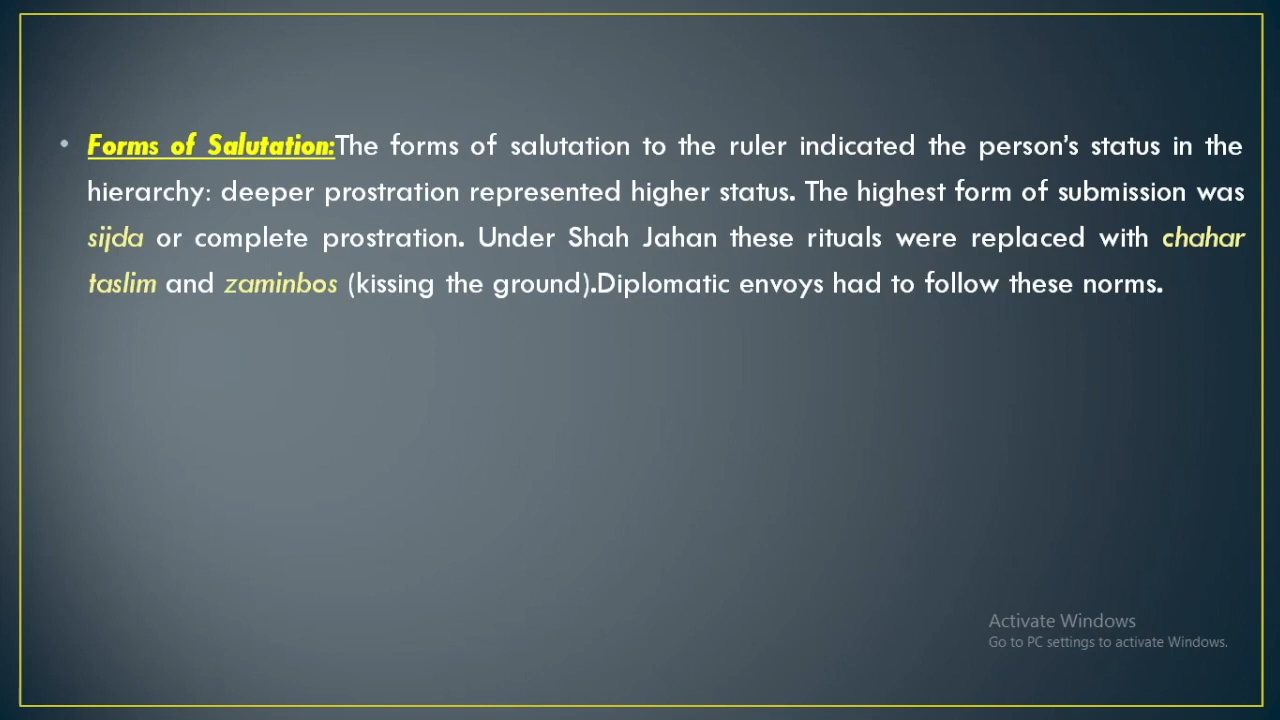 • Forms of Salutation:The forms of salutation to the ruler indicated the person’s status in the
hierarchy: deeper prostration represented higher status. The highest form of submission was
sijda or complete prostration. Under Shah Jahan these rituals were replaced with chahar
taslim and zaminbos (kissing the ground).Diplomatic envoys had to follow these norms.
Activate Windows
Go to PC settings to activate Windows.